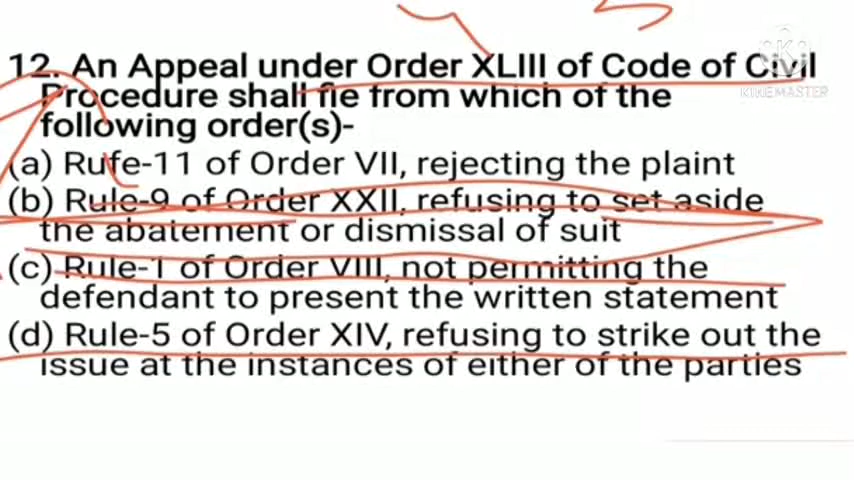 KINEMASTER
12. An Appeal under Order XLIII of Code of Civil
Procedure shall lie from which of the
following order(s)-
(a) Rule-11 of Order VII, rejecting the plaint
(b) Rule-9 of Order XXII, refusing to set aside
the abatement or dismissal of suit
(c) Rule-1 of Order VIII, not permitting the
defendant to present the written statement
(d) Rule-5 of Order XIV, refusing to strike out the
issue at the instances of either of the parties